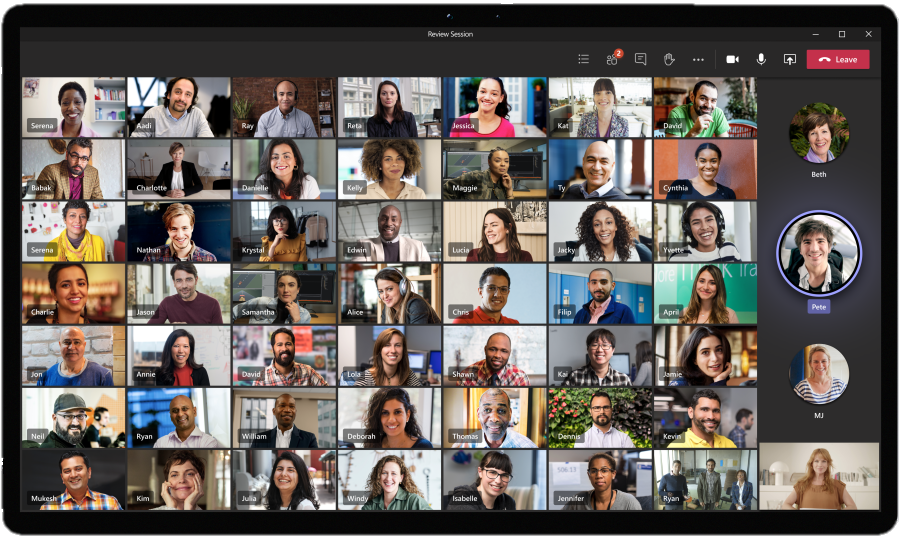 Review Session
2
Leave
Serena
Aadi
Ray
Reta
Jessica
Kat
David
Beth
Babak
Charlotte
Danielle
Kelly
Maggie
Ty
Cynthia
Serena
Nathan
Krystal
Edwin
Lucia
Jacky
Yvette
Pete
Charlie
Jason
Samantha
Alice
Chris
Filip
April
Jon
Annie
David
Lola
Shawn
Kai
Jamie
MJ
Neil
Ryan
William
Deborah
Thomas
Dennis
Kevin
Mukesh
Kim
Julia
Windy
Isabelle
Jennifer
Ryan